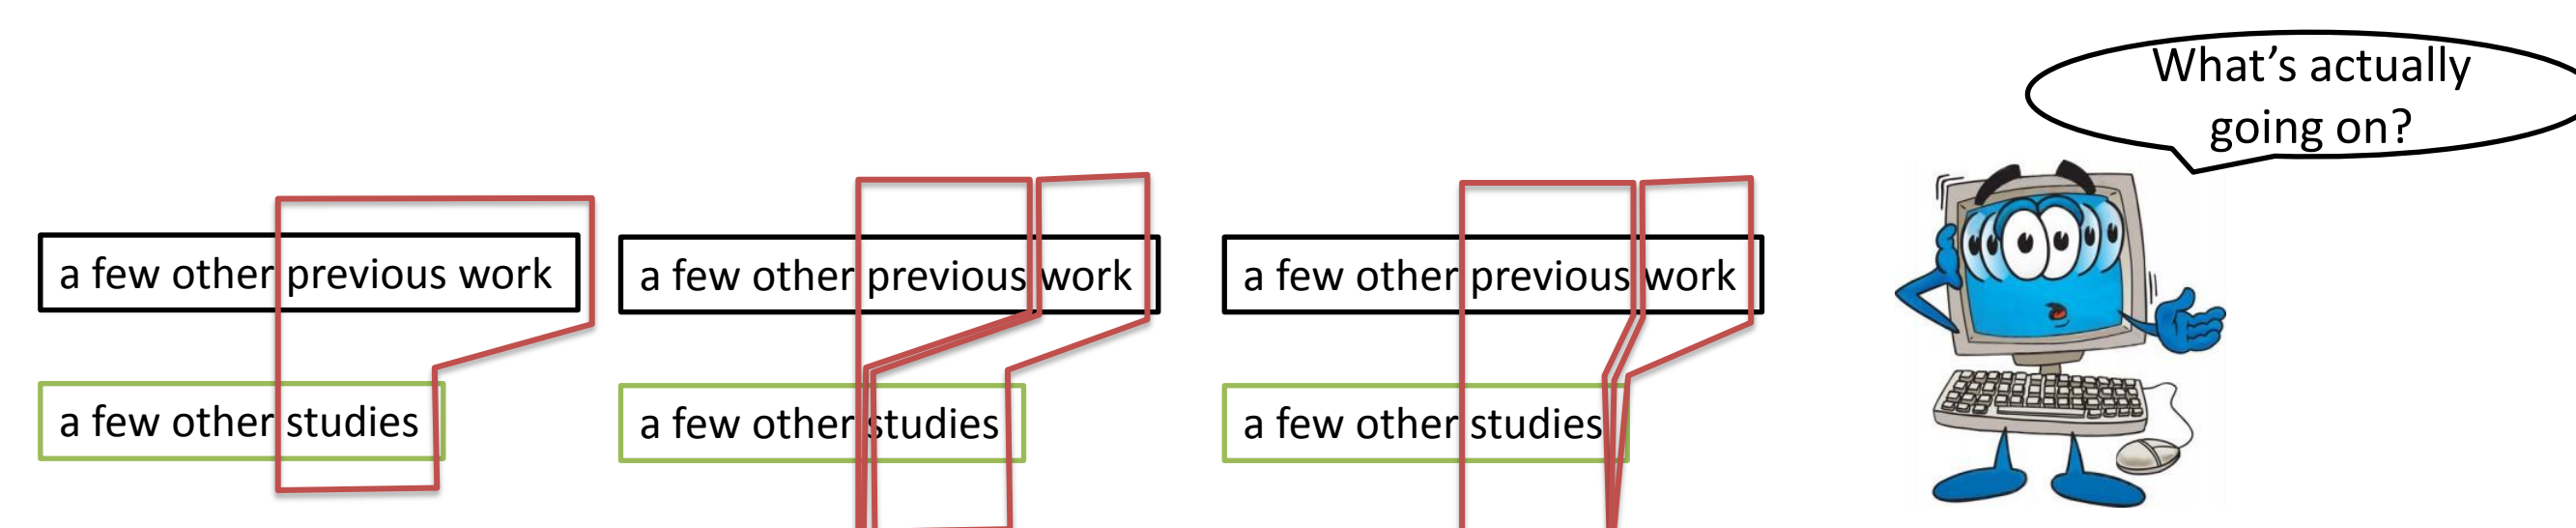 What's actually
going on?
a few other previous work
a few other previous work
a few other previous work
a few other studies
a few other studies
a few other studies